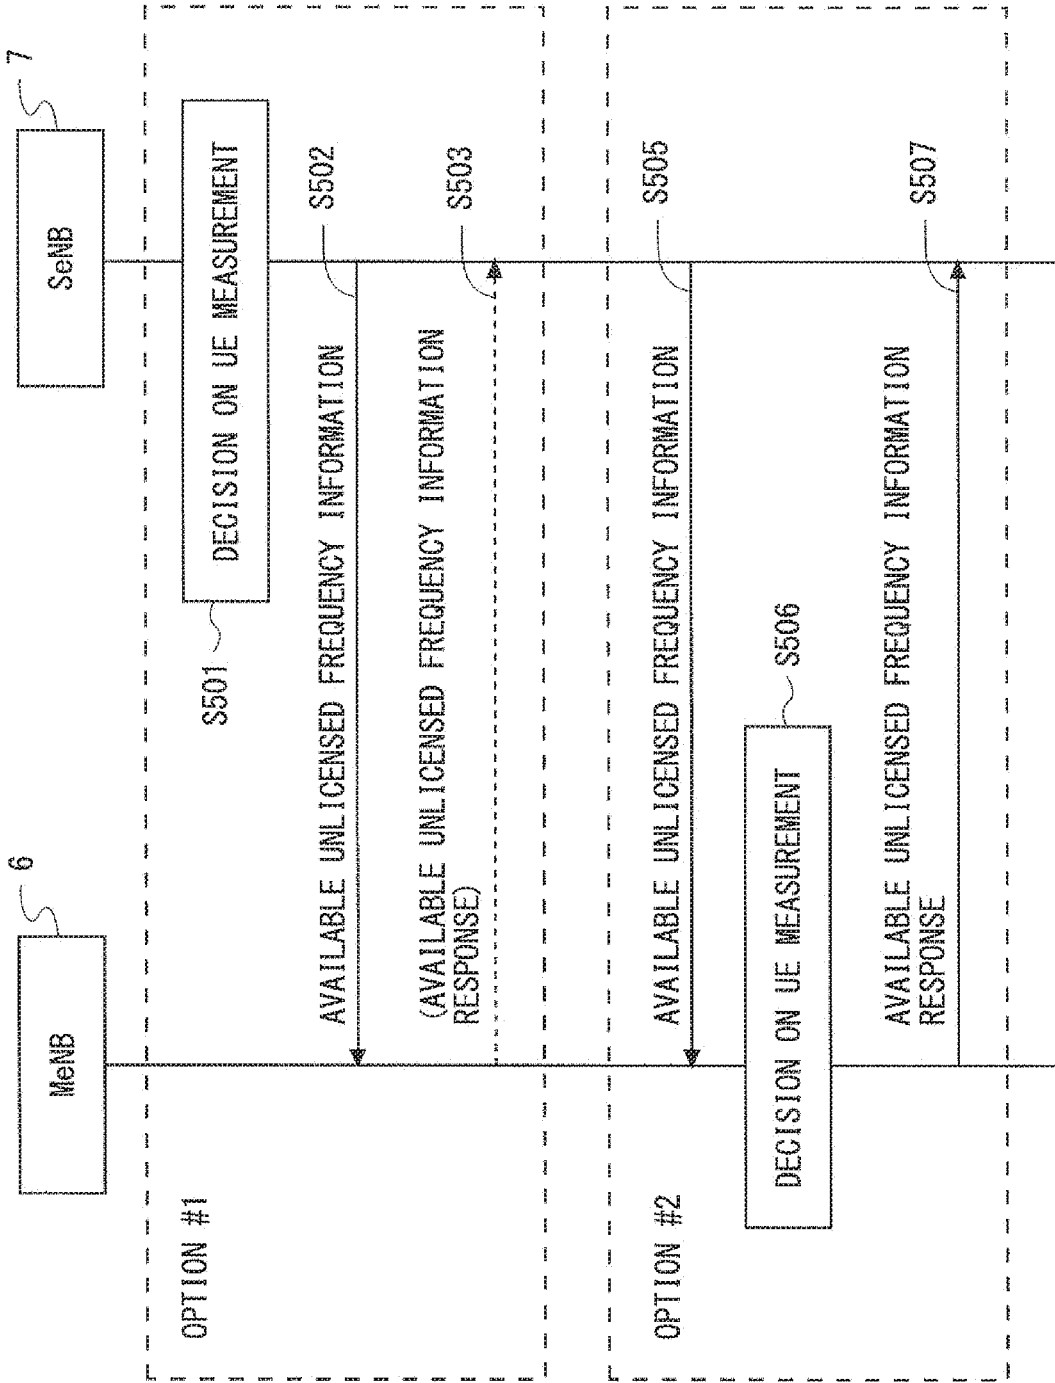 MeNB
6
SeNB
7
OPTION #1
S501
DECISION ON UE MEASUREMENT
AVAILABLE UNLICENSED FREQUENCY INFORMATION
S502
(AVAILABLE UNLICENSED FREQUENCY INFORMATION
RESPONSE)
S503
OPTION #2
AVAILABLE UNLICENSED FREQUENCY INFORMATION
S505
DECISION ON UE MEASUREMENT
S506
AVAILABLE UNLICENSED FREQUENCY INFORMATION
RESPONSE
S507